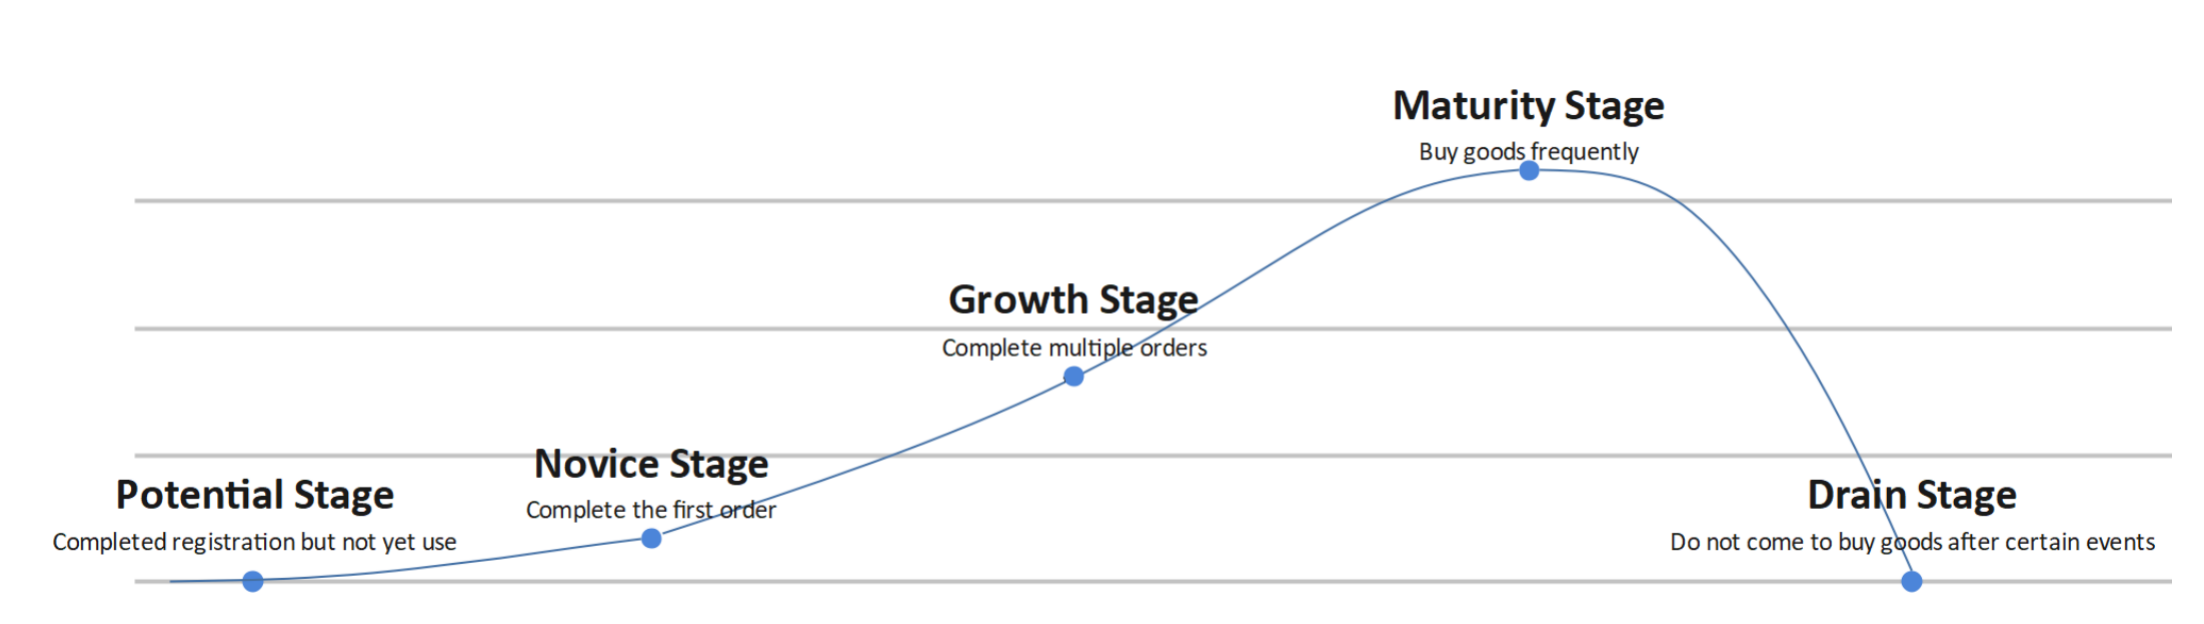 Potential Stage
Completed registration but not yet use
Novice Stage
Complete the first order
Growth Stage
Complete multiple orders
Maturity Stage
Buy goods frequently
Drain Stage
Do not come to buy goods after certain events